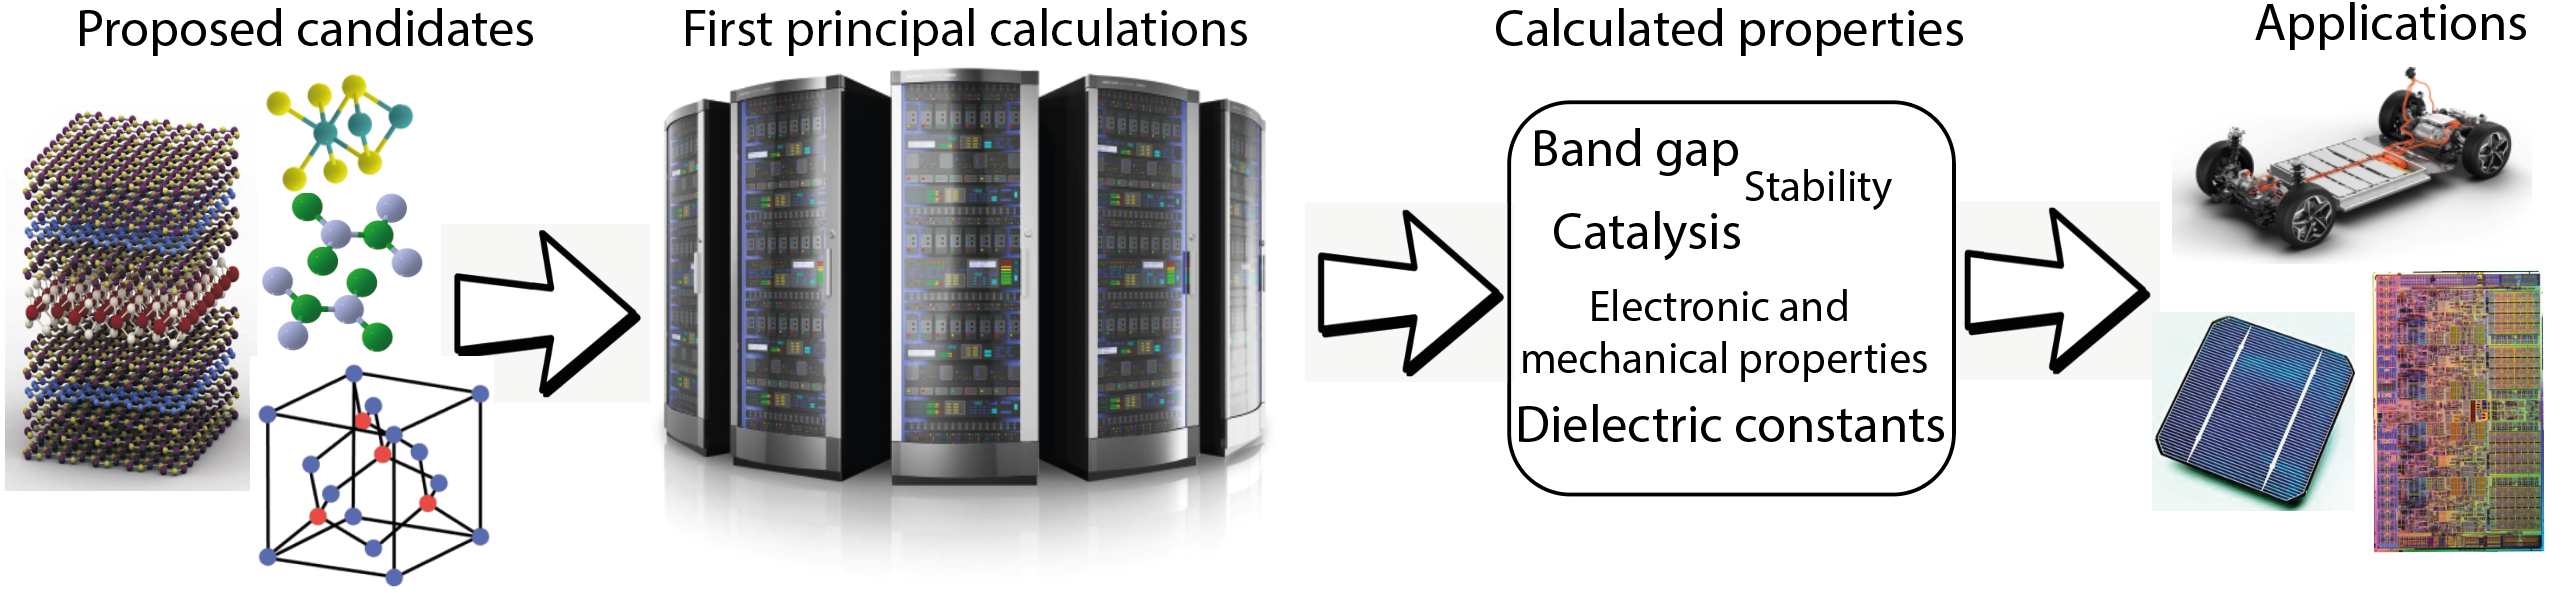 Proposed candidates
First principal calculations
Calculated properties
Applications
Band gap
Stability
Catalysis
Electronic and
mechanical properties
Dielectric constants